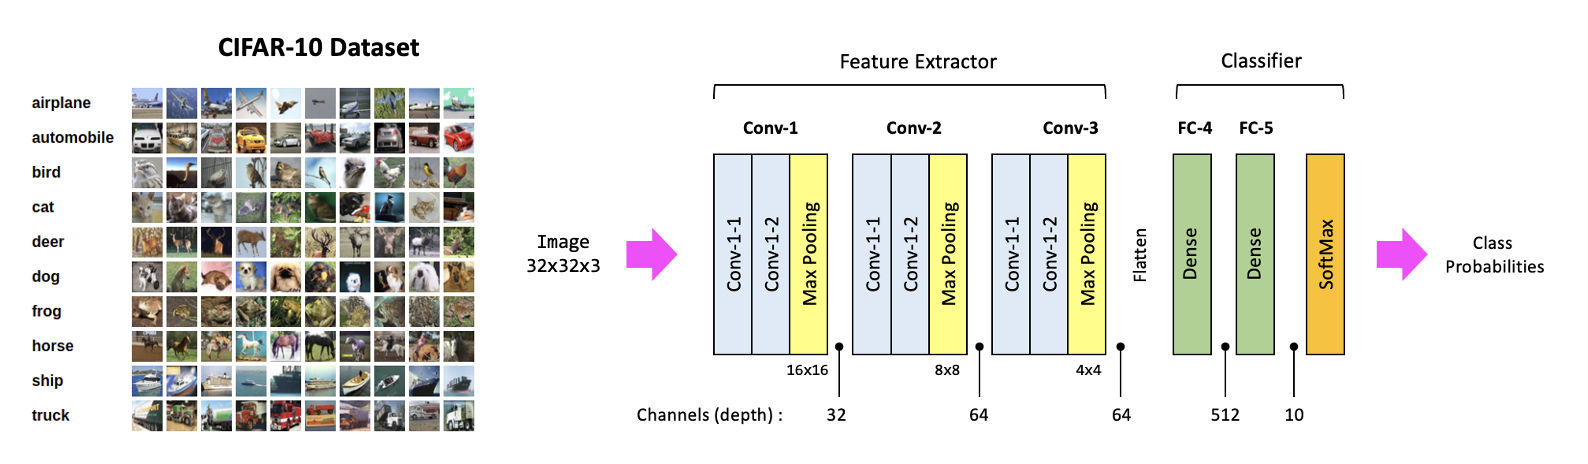 CIFAR-10 Dataset
airplane
automobile
bird
cat
deer
dog
frog
horse
ship
truck
Image
32x32x3
Feature Extractor
Classifier
Conv-1
Conv-2
Conv-3
FC-4
FC-5
Conv-1-1
Conv-1-2
Max Pooling
Conv-1-1
Conv-1-2
Max Pooling
Conv-1-1
Conv-1-2
Max Pooling
Flatten
Dense
Dense
SoftMax
Class
Probabilities
16x16
8x8
4x4
Channels (depth) : 32 64 64 512 10